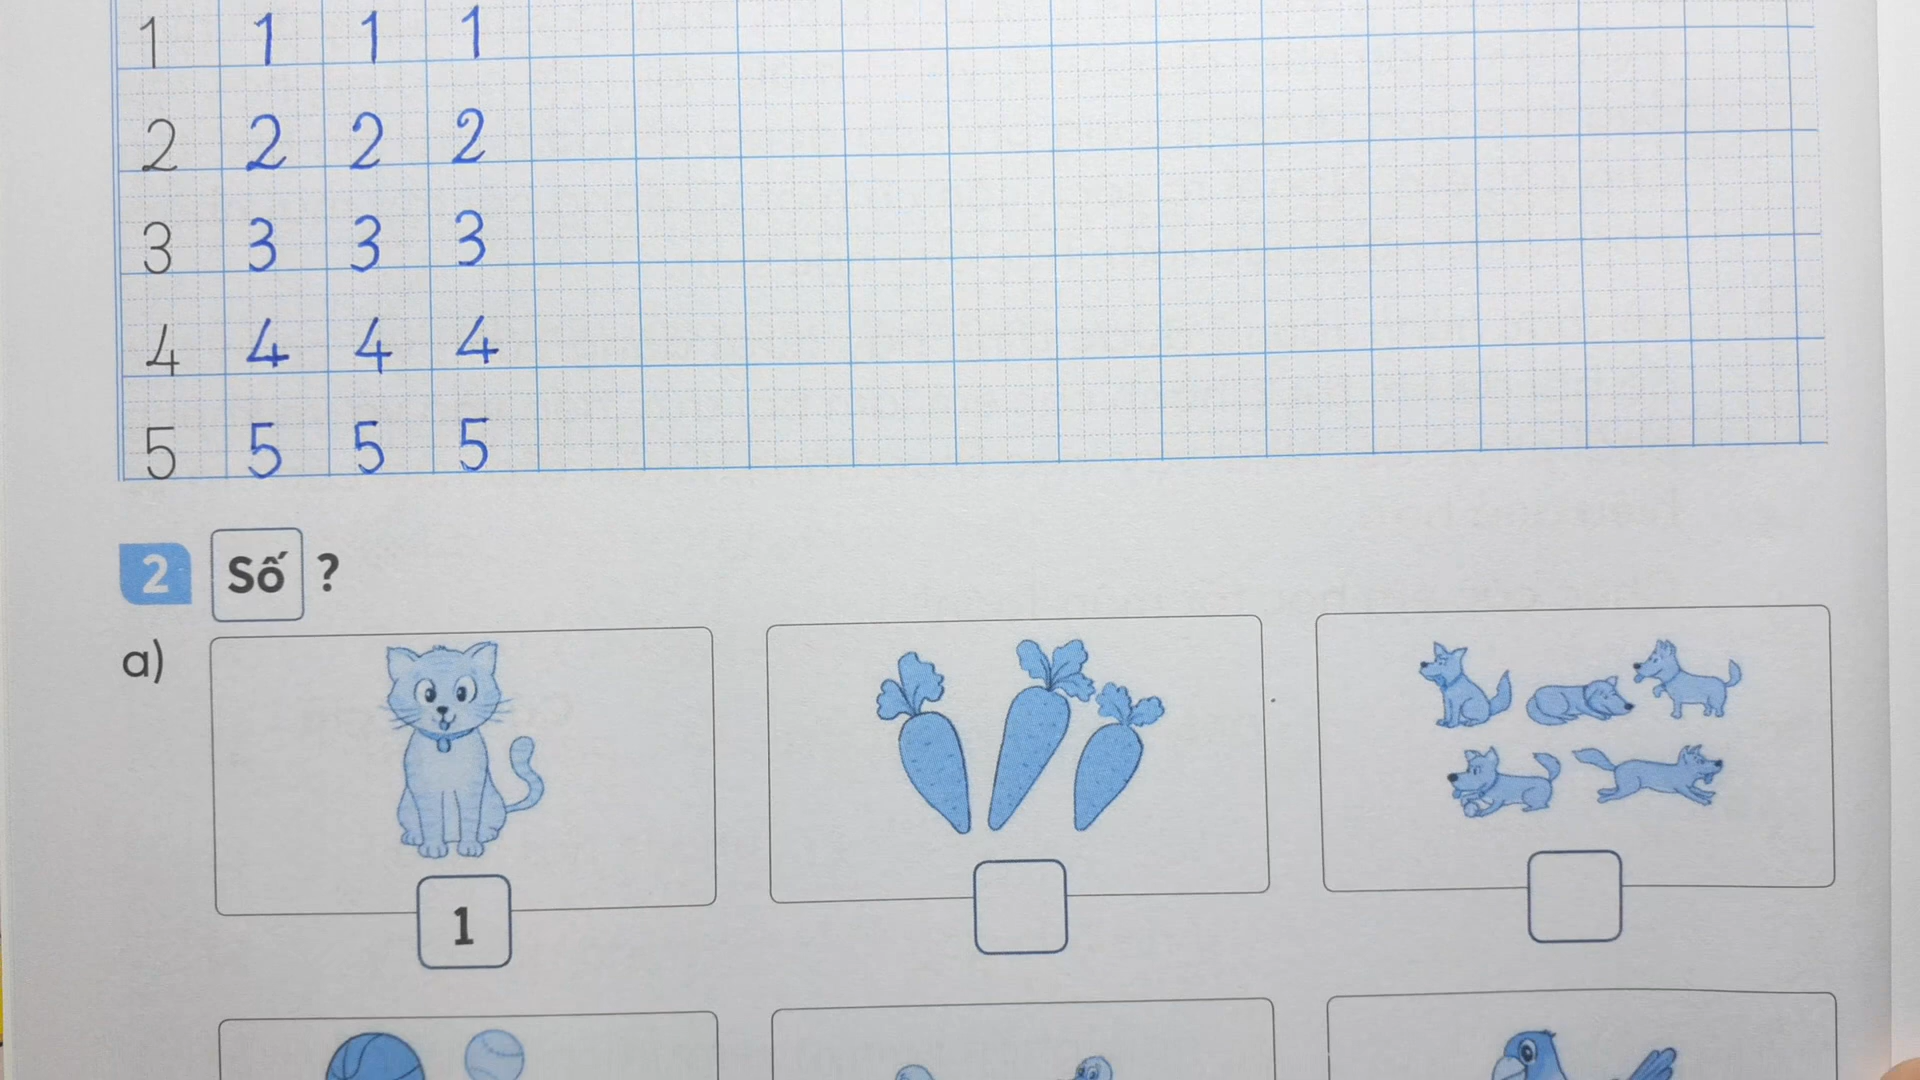 1 1 1 1
2 2 2 2
3 3 3 3
4 4 4 4
5 5 5 5
2 Số ?
a)
1